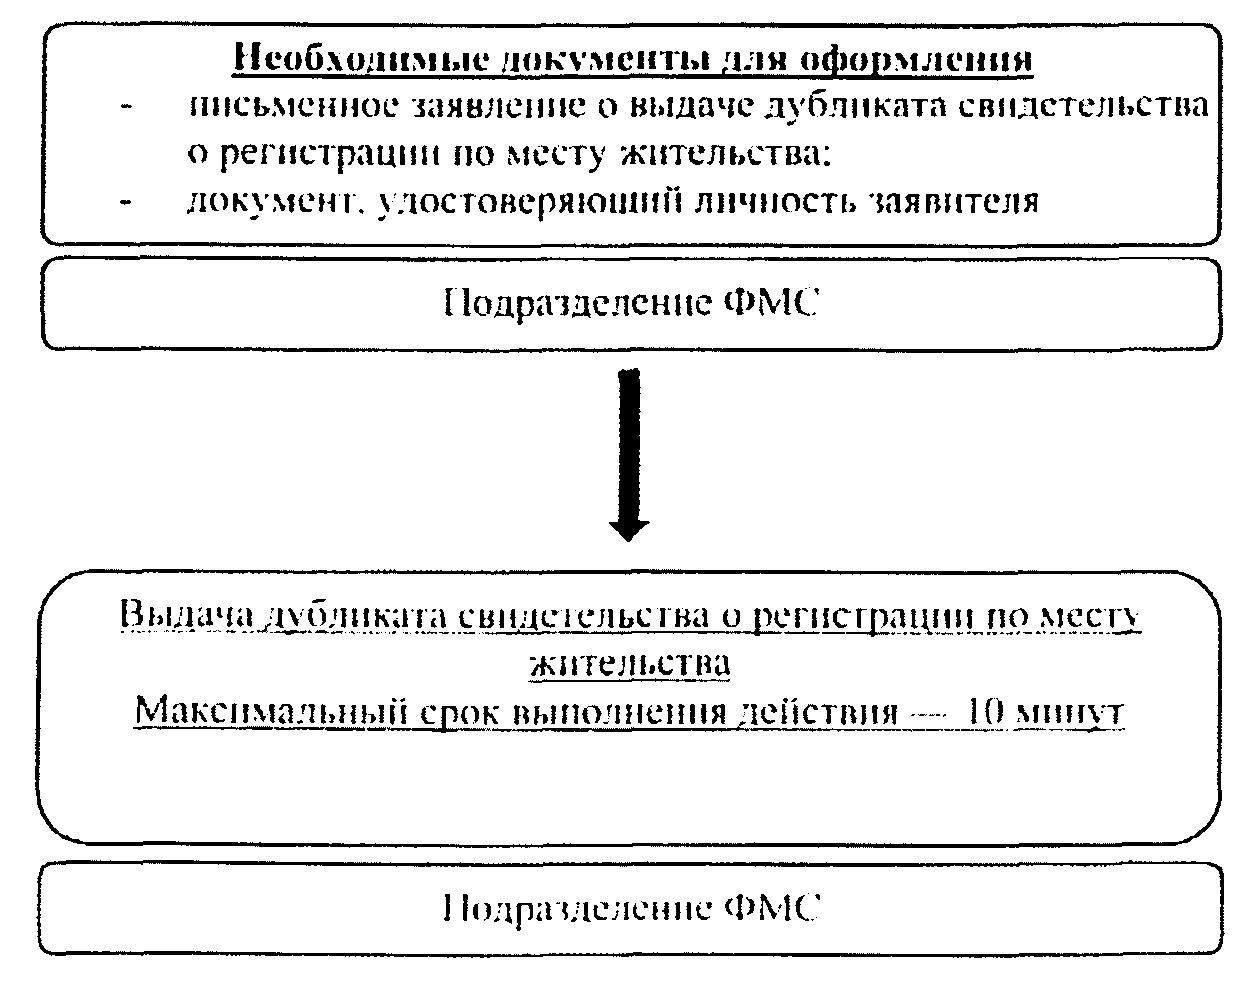 Необходимые документы для оформления
- письменное заявление о выдаче дубликата свидетельства
о регистрации по месту жительства;
- документ, удостоверяющий личность заявителя
Подразделение ФМС
Выдача дубликата свидетельства о регистрации по месту
жительства
Максимальный срок выполнения действия — 10 минут
Подразделение ФМС